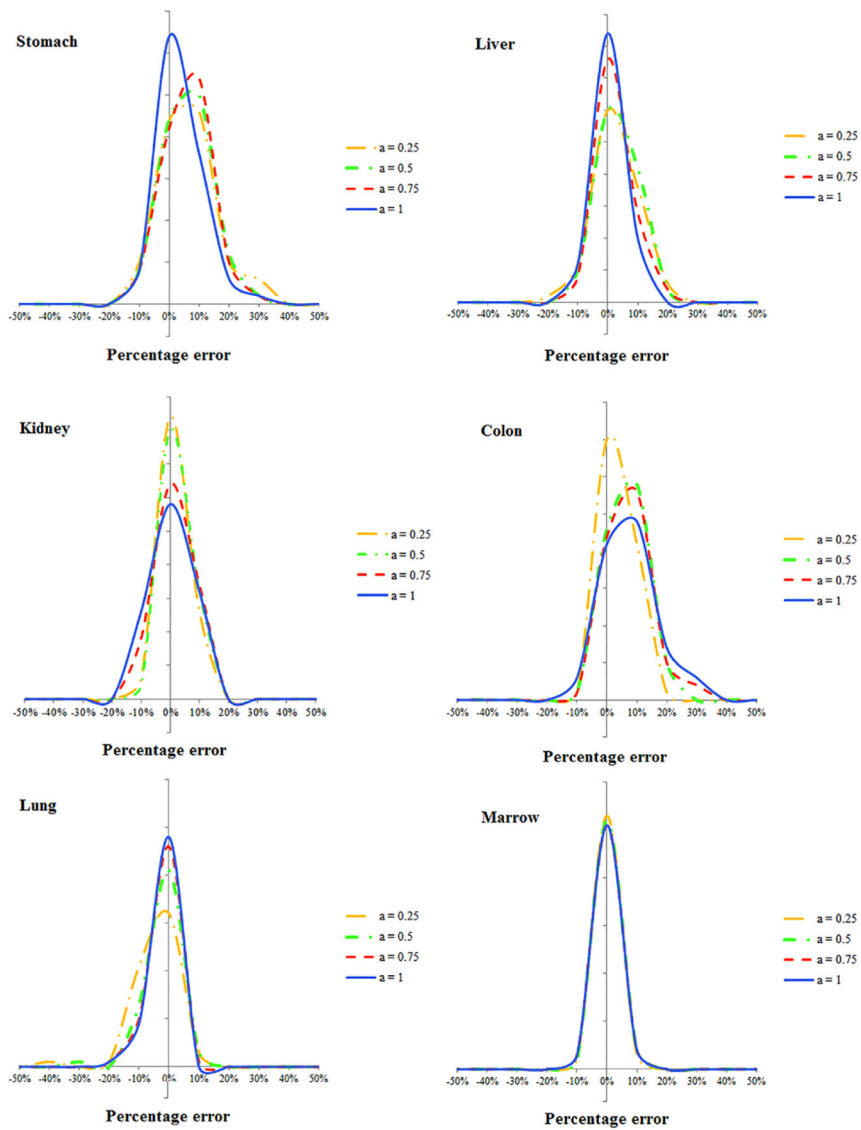 Stomach
a = 0.25
a = 0.5
a = 0.75
a = 1
-50% -40% -30% -20% -10% 0% 10% 20% 30% 40% 50%
Percentage error
Liver
a = 0.25
a = 0.5
a = 0.75
a = 1
-50% -40% -30% -20% -10% 0% 10% 20% 30% 40% 50%
Percentage error
Kidney
a = 0.25
a = 0.5
a = 0.75
a = 1
-50% -40% -30% -20% -10% 0% 10% 20% 30% 40% 50%
Percentage error
Colon
a = 0.25
a = 0.5
a = 0.75
a = 1
-50% -40% -30% -20% -10% 0% 10% 20% 30% 40% 50%
Percentage error
Lung
a = 0.25
a = 0.5
a = 0.75
a = 1
-50% -40% -30% -20% -10% 0% 10% 20% 30% 40% 50%
Percentage error
Marrow
a = 0.25
a = 0.5
a = 0.75
a = 1
-50% -40% -30% -20% -10% 0% 10% 20% 30% 40% 50%
Percentage error